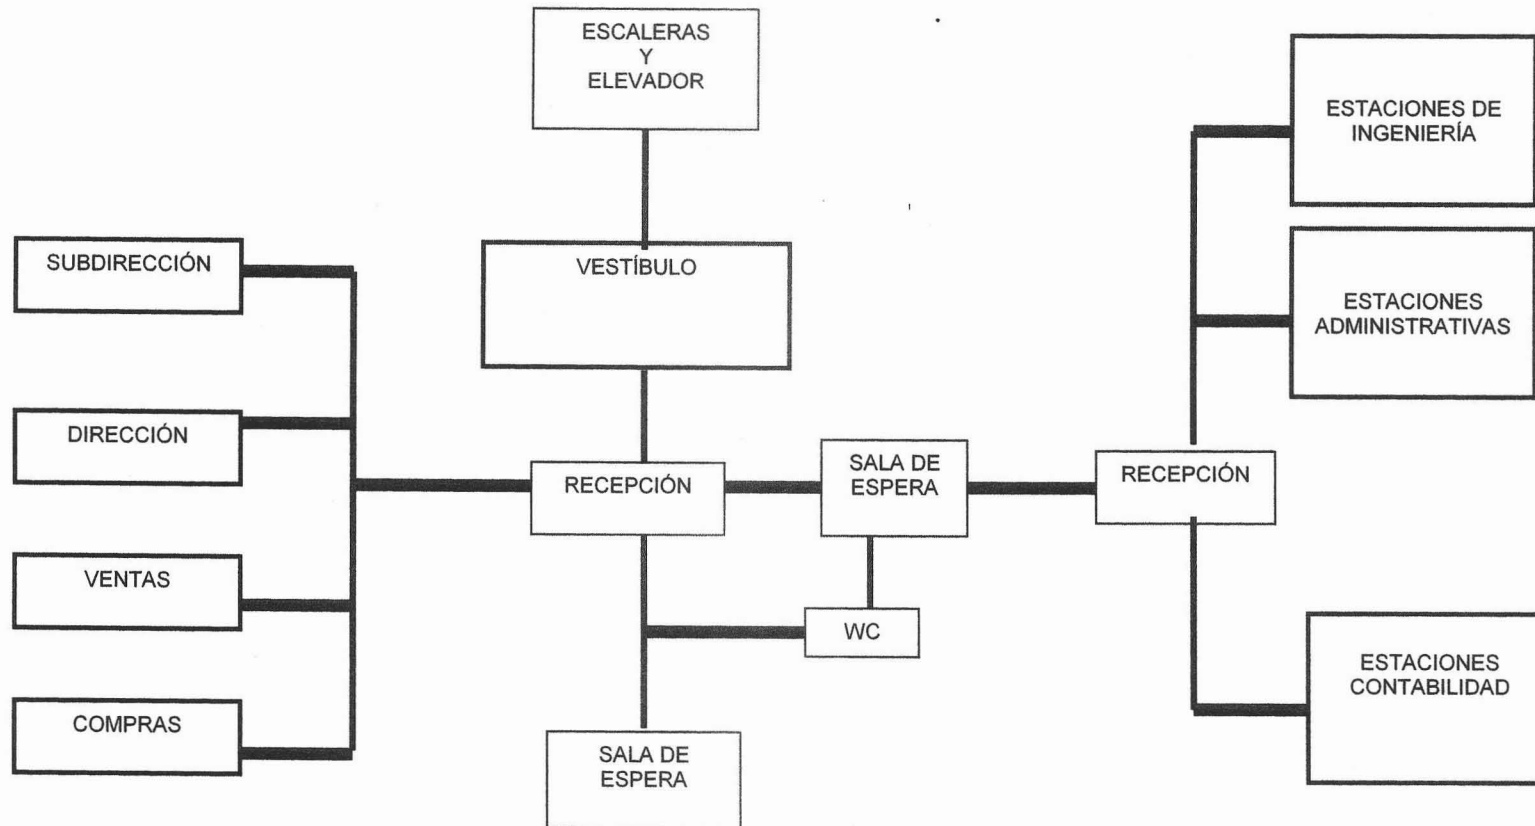 ESCALERAS
Y
ELEVADOR
ESTACIONES DE
INGENIERÍA
SUBDIRECCIÓN
VESTÍBULO
ESTACIONES
ADMINISTRATIVAS
DIRECCIÓN
RECEPCIÓN
SALA DE
ESPERA
RECEPCIÓN
VENTAS
WC
ESTACIONES
CONTABILIDAD
COMPRAS
SALA DE
ESPERA